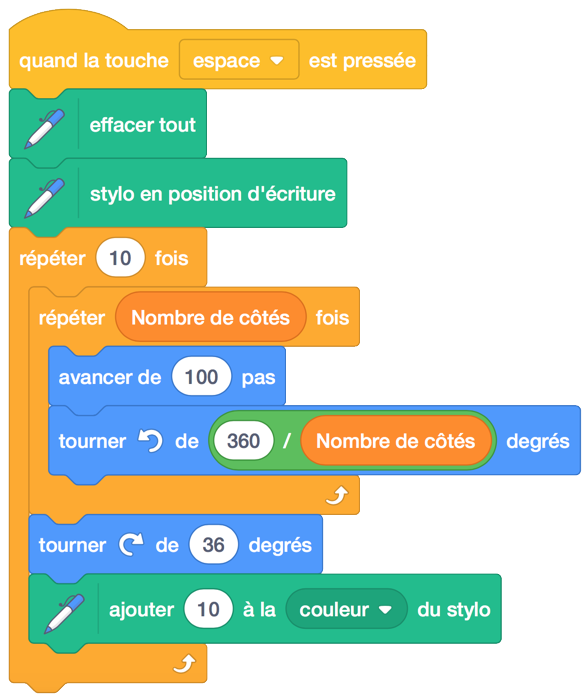 quand la touche espace est pressée
effacer tout
stylo en position d'écriture
répéter 10 fois
répéter Nombre de côtés fois
avancer de 100 pas
tourner de 360 / Nombre de côtés degrés
tourner de 36 degrés
ajouter 10 à la couleur du stylo